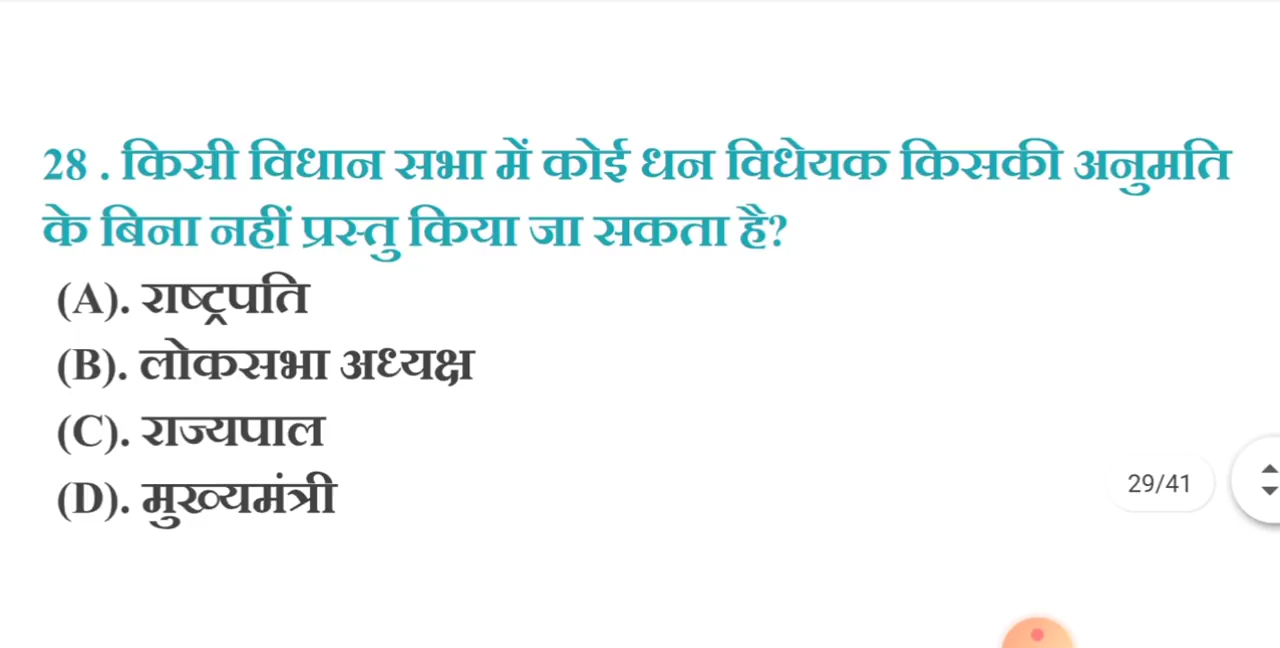 28 . किसी विधान सभा में कोई धन विधेयक किसकी अनुमति
के बिना नहीं प्रस्तु किया जा सकता है?
(A). राष्ट्रपति
(B). लोकसभा अध्यक्ष
(C). राज्यपाल
(D). मुख्यमंत्री
29/41